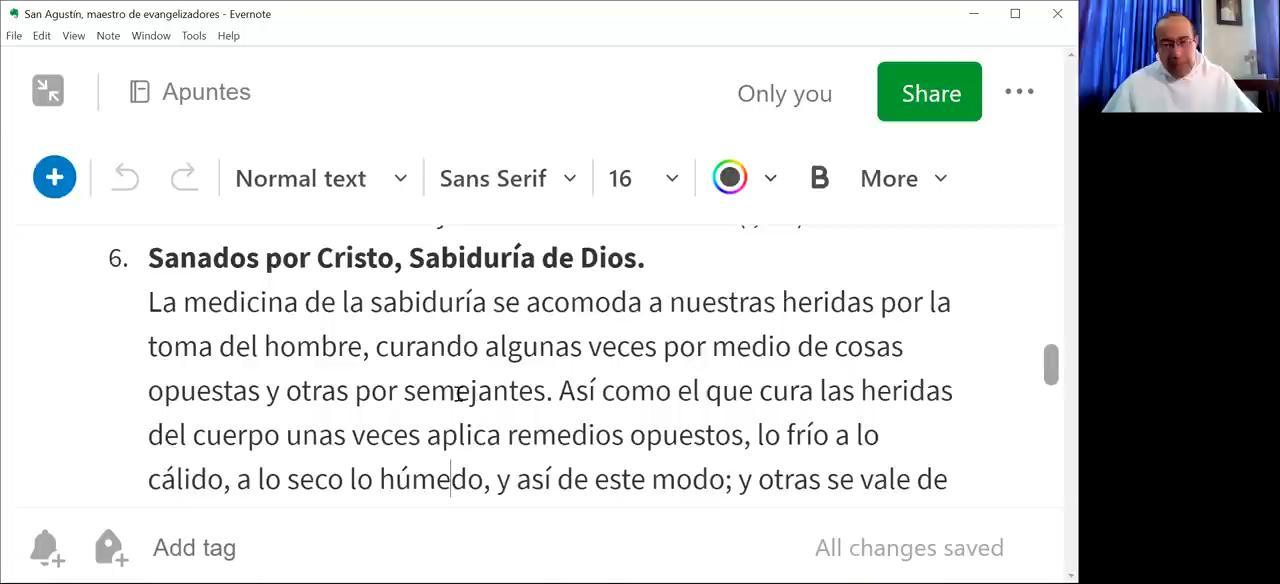 San Agustín, maestro de evangelizadores - Evernote
File Edit View Note Window Tools Help
Apuntes
Only you
Share
Normal text
Sans Serif
16
B
More
6. Sanados por Cristo, Sabiduría de Dios.
La medicina de la sabiduría se acomoda a nuestras heridas por la
toma del hombre, curando algunas veces por medio de cosas
opuestas y otras por semejantes. Así como el que cura las heridas
del cuerpo unas veces aplica remedios opuestos, lo frío a lo
cálido, a lo seco lo húmedo, y así de este modo; y otras se vale de
Add tag
All changes saved